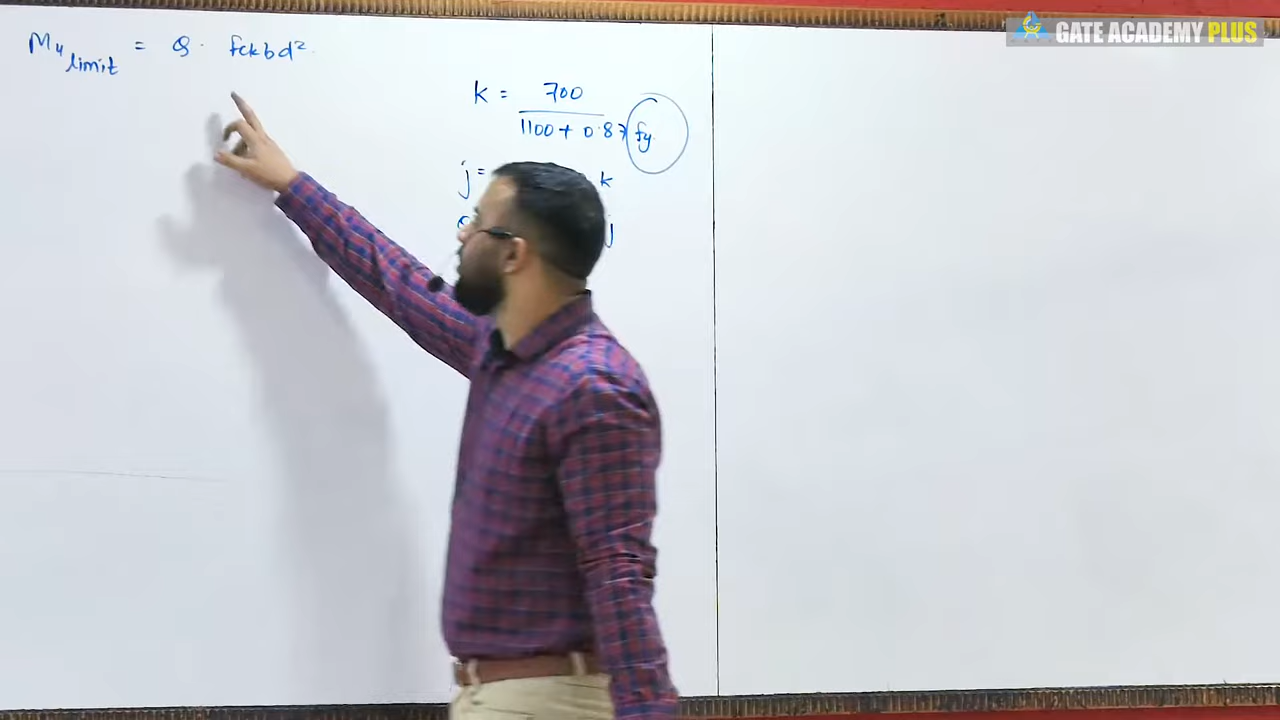 GATE ACADEMY PLUS
Mu limit = Q · fck b d²
k = 700 / 1100 + 0.87 fy
j = k
j